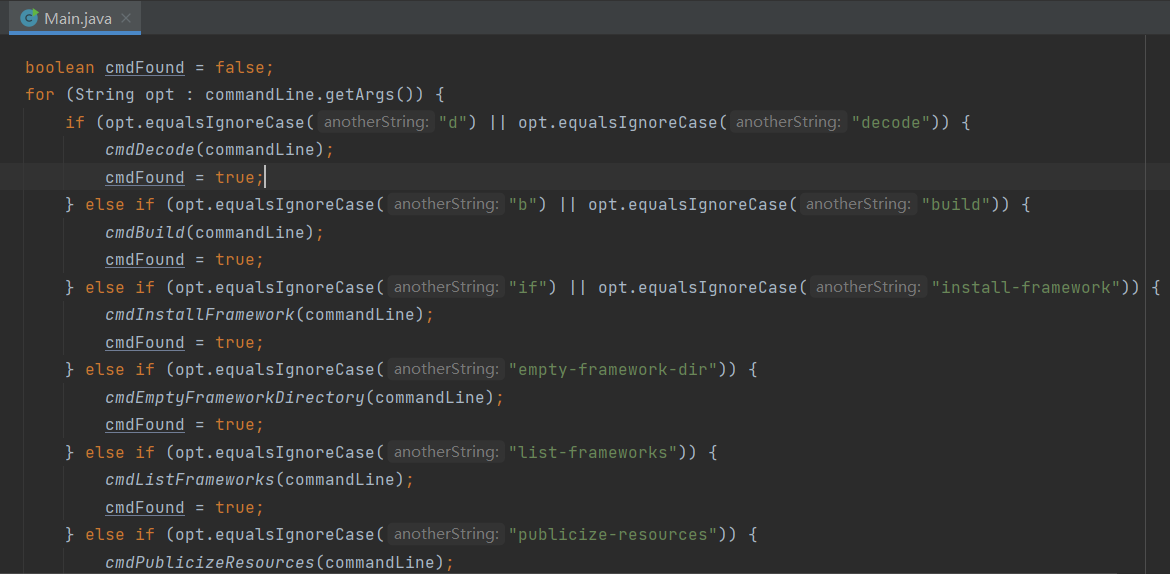 Main.java
boolean cmdFound = false;
for (String opt : commandLine.getArgs()) {
if (opt.equalsIgnoreCase( anotherString: "d") || opt.equalsIgnoreCase( anotherString: "decode")) {
cmdDecode(commandLine);
cmdFound = true;
} else if (opt.equalsIgnoreCase( anotherString: "b") || opt.equalsIgnoreCase( anotherString: "build")) {
cmdBuild(commandLine);
cmdFound = true;
} else if (opt.equalsIgnoreCase( anotherString: "if") || opt.equalsIgnoreCase( anotherString: "install-framework")) {
cmdInstallFramework(commandLine);
cmdFound = true;
} else if (opt.equalsIgnoreCase( anotherString: "empty-framework-dir")) {
cmdEmptyFrameworkDirectory(commandLine);
cmdFound = true;
} else if (opt.equalsIgnoreCase( anotherString: "list-frameworks")) {
cmdListFrameworks(commandLine);
cmdFound = true;
} else if (opt.equalsIgnoreCase( anotherString: "publicize-resources")) {
cmdPublicizeResources(commandLine);